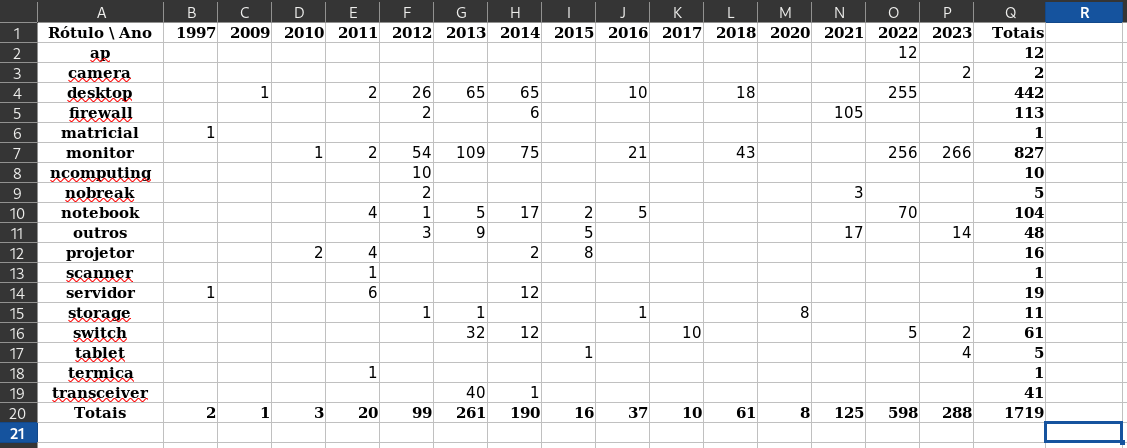 A B C D E F G H I J K L M N O P Q R
1 Rótulo \ Ano 1997 2009 2010 2011 2012 2013 2014 2015 2016 2017 2018 2020 2021 2022 2023 Totais
2 ap 12 12
3 camera 2 2
4 desktop 1 2 26 65 65 10 18 255 442
5 firewall 2 6 105 113
6 matricial 1 1
7 monitor 1 2 54 109 75 21 43 256 266 827
8 ncomputing 10 10
9 nobreak 2 3 5
10 notebook 4 1 5 17 2 5 70 104
11 outros 3 9 5 17 14 48
12 projetor 2 4 2 8 16
13 scanner 1 1
14 servidor 1 6 12 19
15 storage 1 1 1 8 11
16 switch 32 12 10 5 2 61
17 tablet 1 4 5
18 termica 1 1
19 transceiver 40 1 41
20 Totais 2 1 3 20 99 261 190 16 37 10 61 8 125 598 288 1719
21